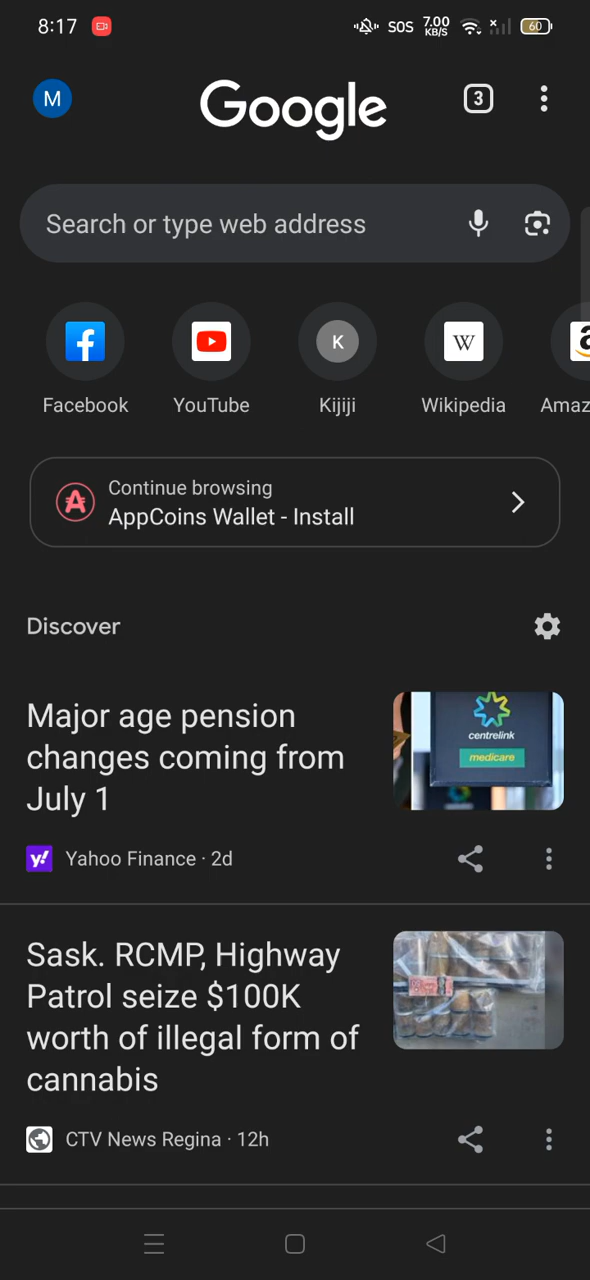 8:17
SOS 7.00 KB/S 60
M Google 3
Search or type web address
K W a
Facebook YouTube Kijiji Wikipedia Amaz
Continue browsing
AppCoins Wallet - Install
Discover
Major age pension
changes coming from
July 1
centrelink
medicare
y! Yahoo Finance · 2d
Sask. RCMP, Highway
Patrol seize $100K
worth of illegal form of
cannabis
CTV News Regina · 12h